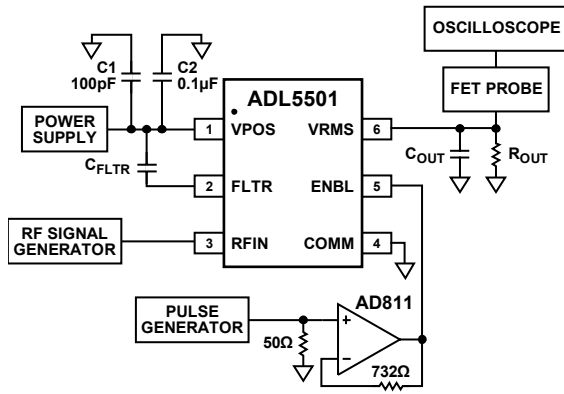 OSCILLOSCOPE
C1
100pF
C2
0.1µF
FET PROBE
ADL5501
POWER
SUPPLY
1
VPOS
VRMS
6
COUT
ROUT
CFLTR
2
FLTR
ENBL
5
RF SIGNAL
GENERATOR
3
RFIN
COMM
4
AD811
PULSE
GENERATOR
+
50Ω
−
732Ω